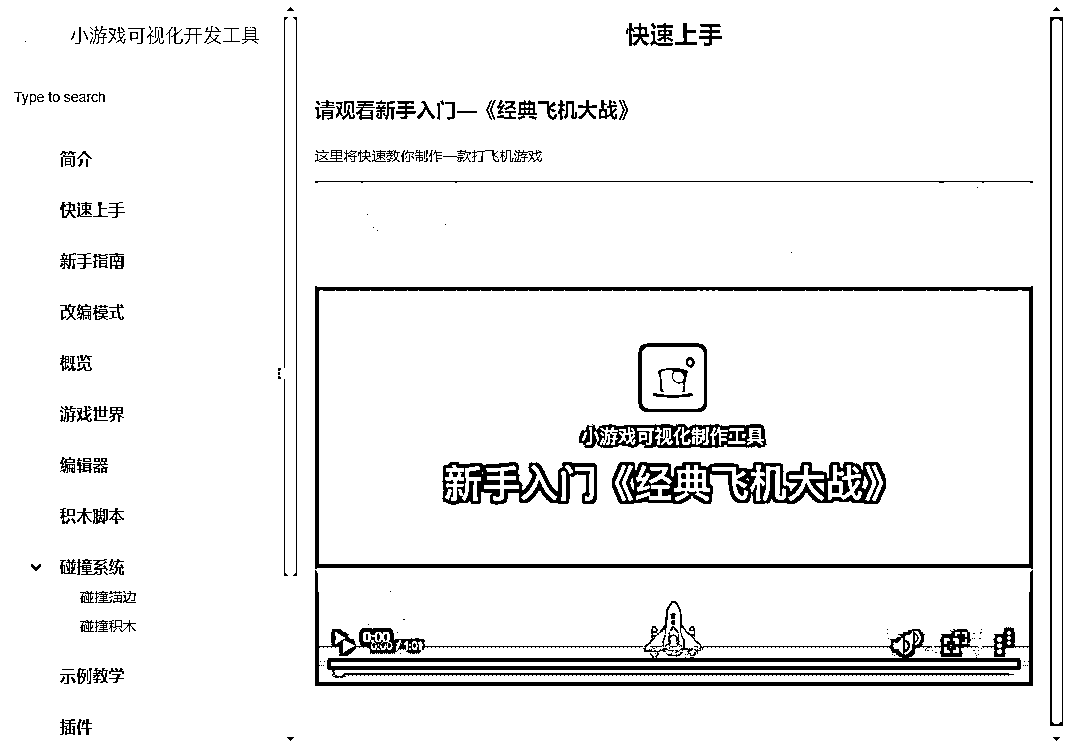 小游戏可视化开发工具
Type to search
简介
快速上手
新手指南
改编模式
概览
游戏世界
编辑器
积木脚本
碰撞系统
碰撞描边
碰撞积木
示例教学
插件
快速上手
请观看新手入门—《经典飞机大战》
这里将快速教你制作一款打飞机游戏
小游戏可视化制作工具
新手入门《经典飞机大战》
0:00